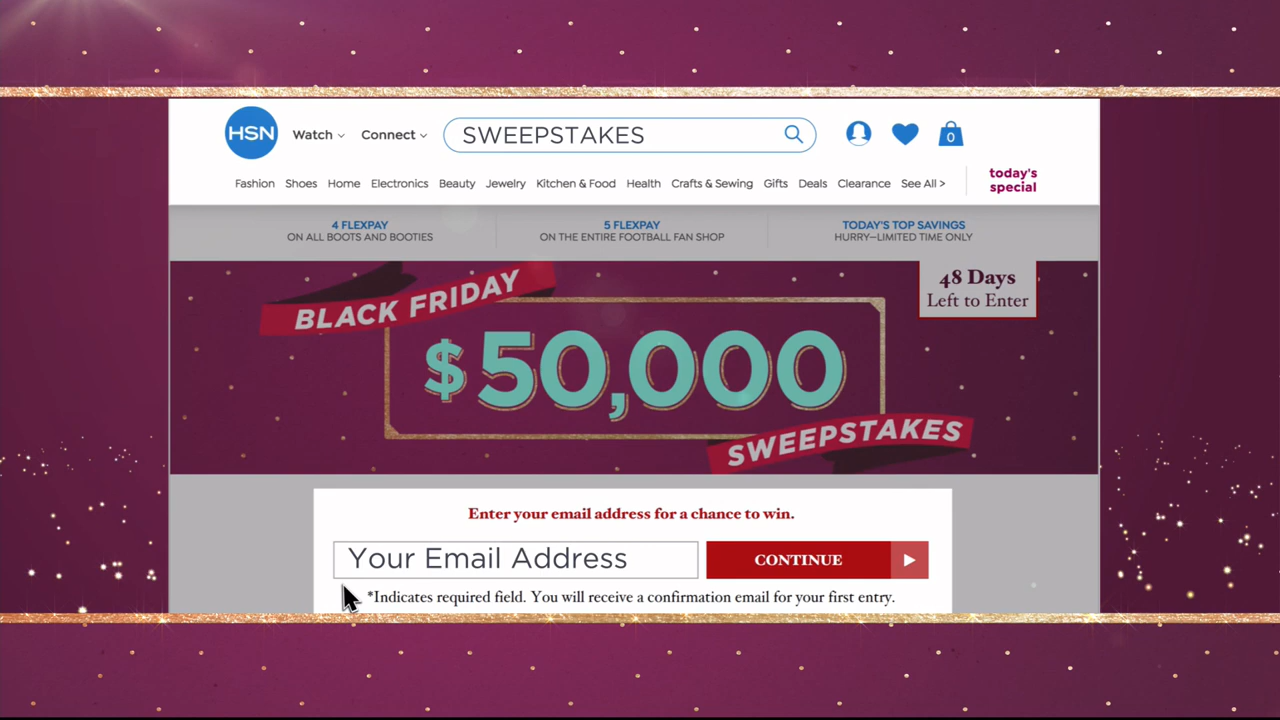 HSN Watch Connect SWEEPSTAKES 0
Fashion Shoes Home Electronics Beauty Jewelry Kitchen & Food Health Crafts & Sewing Gifts Deals Clearance See All >
today's
special
4 FLEXPAY
ON ALL BOOTS AND BOOTIES
5 FLEXPAY
ON THE ENTIRE FOOTBALL FAN SHOP
TODAY'S TOP SAVINGS
HURRY—LIMITED TIME ONLY
48 Days
Left to Enter
BLACK FRIDAY
$50,000
SWEEPSTAKES
Enter your email address for a chance to win.
Your Email Address
CONTINUE
*Indicates required field. You will receive a confirmation email for your first entry.